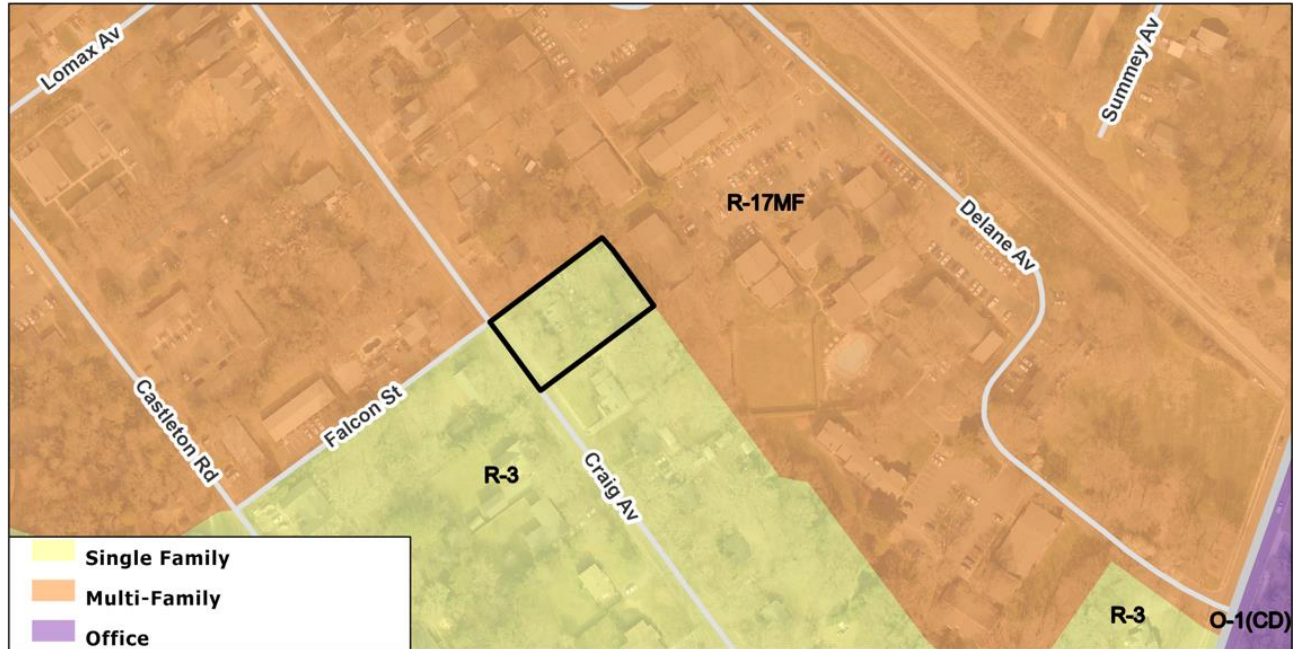 Lomax Av
Summey Av
R-17MF
Delane Av
Castleton Rd
Falcon St
R-3
Craig Av
Single Family
Multi-Family
Office
R-3
O-1(CD)